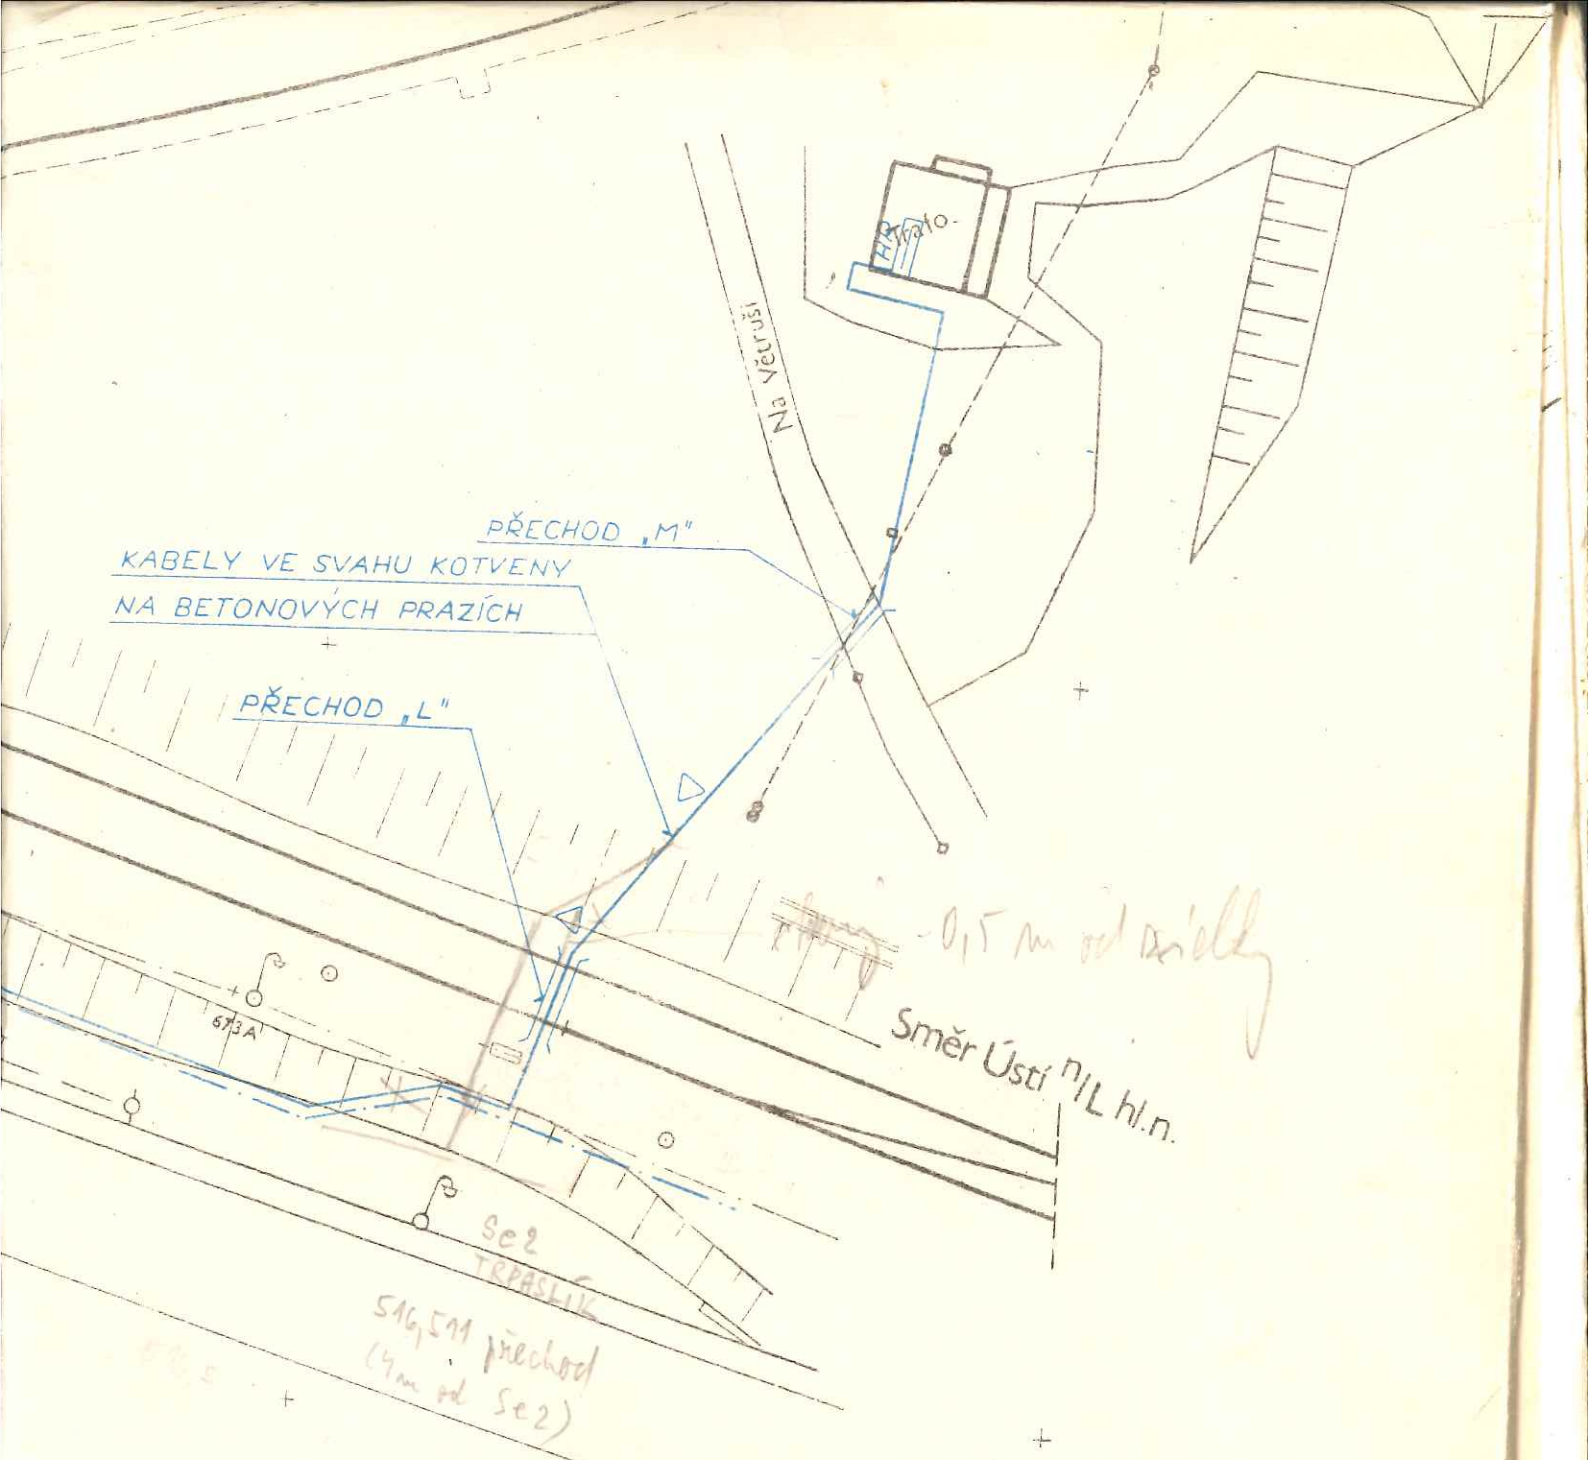 Trafo-
HR
Na Větruši
PŘECHOD „M"
KABELY VE SVAHU KOTVENY
NA BETONOVÝCH PRAZÍCH
PŘECHOD „L"
- 0,5 m od
Směr Ústí n/L hl.n.
673A
Se2
TRPASLÍK
516,511 přechod
(4m od Se2)